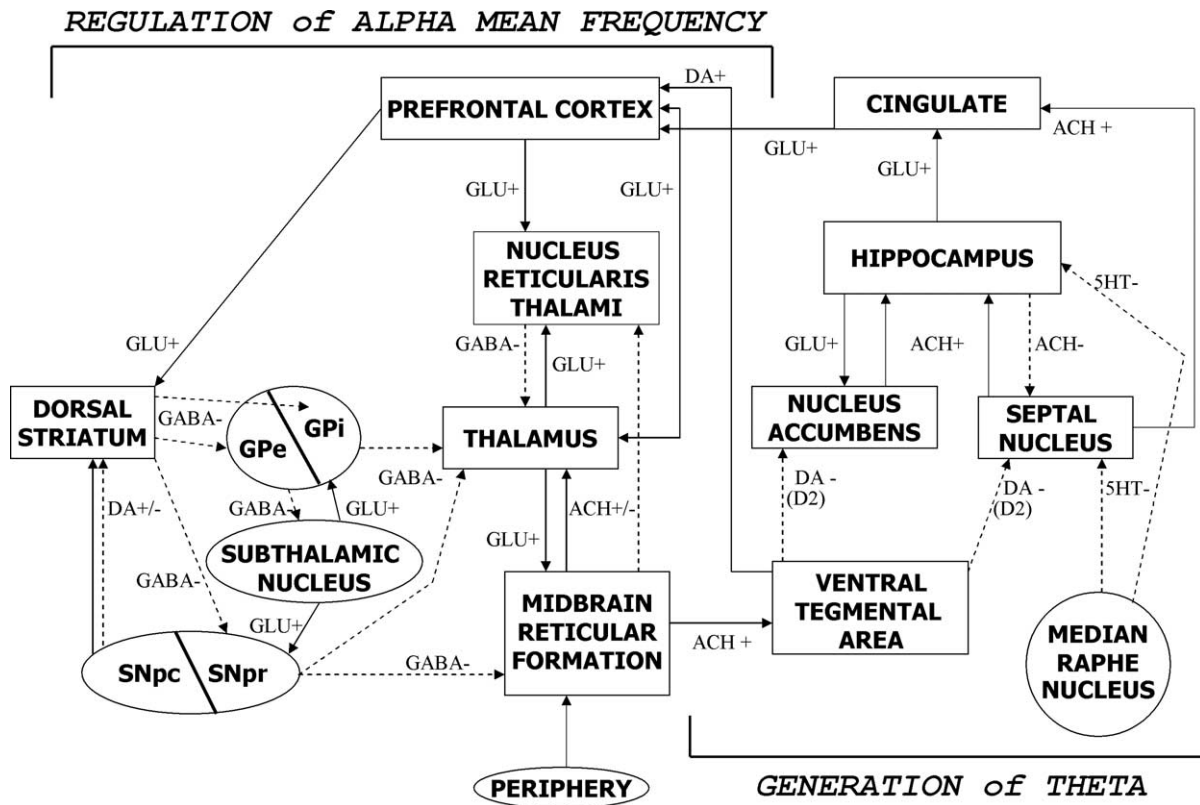 REGULATION of ALPHA MEAN FREQUENCY
DA+
PREFRONTAL CORTEX
CINGULATE
ACH +
GLU+
GLU+
GLU+
GLU+
NUCLEUS
RETICULARIS
THALAMI
HIPPOCAMPUS
5HT-
GLU+
GABA-
GLU+
GLU+
ACH+
ACH-
DORSAL
STRIATUM
GABA-
GPe
GPi
THALAMUS
NUCLEUS
ACCUMBENS
SEPTAL
NUCLEUS
GABA-
DA+/-
GABA-
GLU+
ACH+/-
GLU+
DA -
(D2)
DA -
(D2)
5HT-
SUBTHALAMIC
NUCLEUS
GABA-
GLU+
MIDBRAIN
RETICULAR
FORMATION
VENTRAL
TEGMENTAL
AREA
ACH +
MEDIAN
RAPHE
NUCLEUS
SNpc
SNpr
GABA-
PERIPHERY
GENERATION of THETA